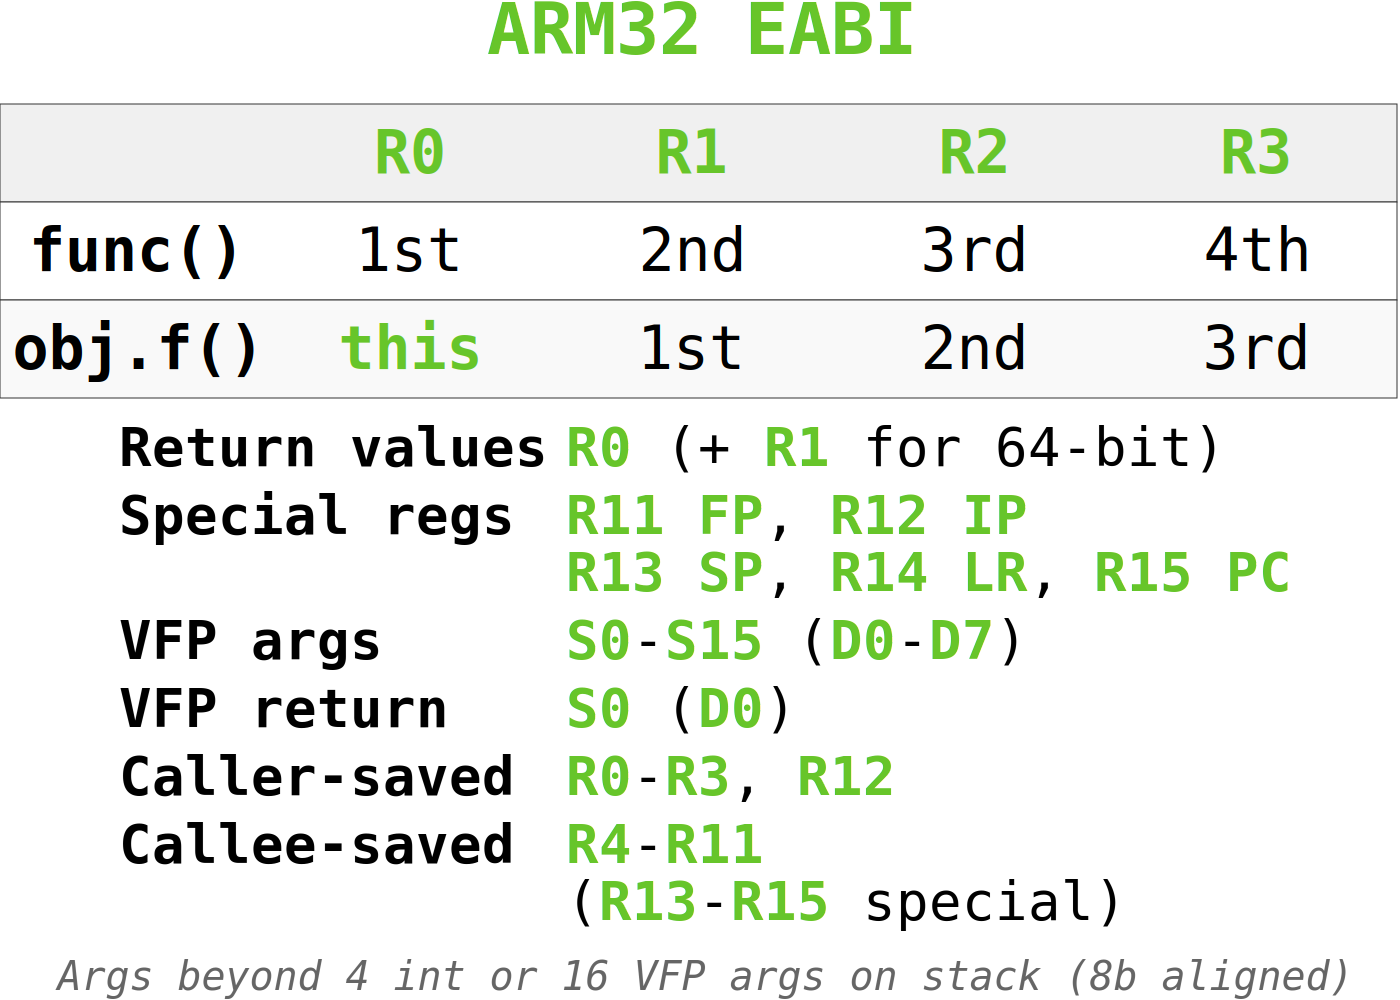 ARM32 EABI
R0 R1 R2 R3
func() 1st 2nd 3rd 4th
obj.f() this 1st 2nd 3rd
Return values R0 (+ R1 for 64-bit)
Special regs R11 FP, R12 IP
R13 SP, R14 LR, R15 PC
VFP args S0-S15 (D0-D7)
VFP return S0 (D0)
Caller-saved R0-R3, R12
Callee-saved R4-R11
(R13-R15 special)
Args beyond 4 int or 16 VFP args on stack (8b aligned)